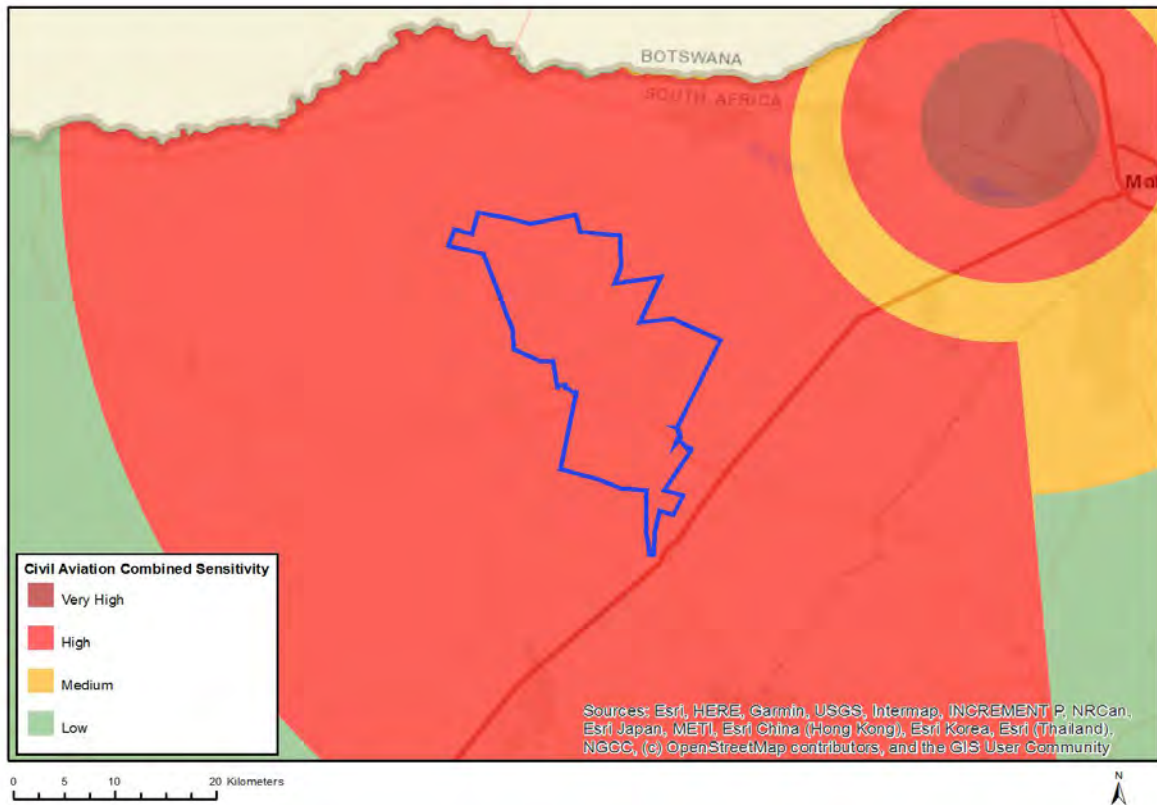 BOTSWANA
SOUTH AFRICA
Civil Aviation Combined Sensitivity
Very High
High
Medium
Low
Sources: Esri, HERE, Garmin, USGS, Intermap, INCREMENT P, NRCan,
Esri Japan, METI, Esri China (Hong Kong), Esri Korea, Esri (Thailand),
NGCC, (c) OpenStreetMap contributors, and the GIS User Community
0 5 10 20 Kilometers
N